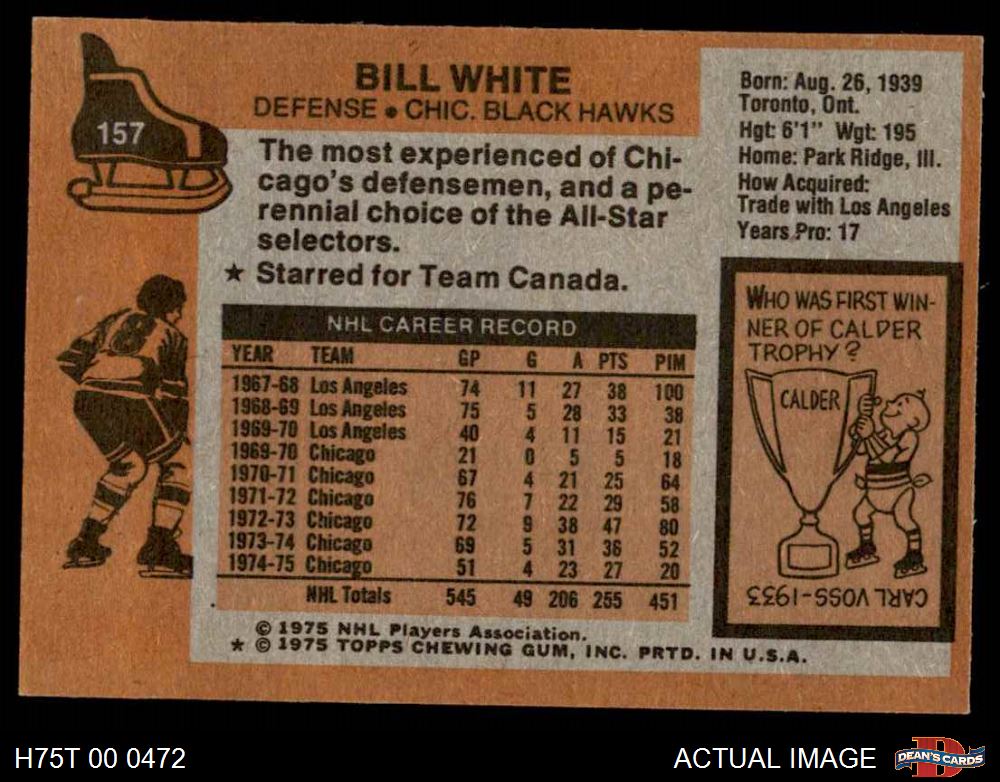 157
BILL WHITE
DEFENSE • CHIC. BLACK HAWKS
The most experienced of Chi-
cago's defensemen, and a pe-
rennial choice of the All-Star
selectors.
★ Starred for Team Canada.
Born: Aug. 26, 1939
Toronto, Ont.
Hgt: 6'1" Wgt: 195
Home: Park Ridge, Ill.
How Acquired:
Trade with Los Angeles
Years Pro: 17
8
NHL CAREER RECORD
YEAR TEAM GP G A PTS PIM
1967-68 Los Angeles 74 11 27 38 100
1968-69 Los Angeles 75 5 28 33 38
1969-70 Los Angeles 40 4 11 15 21
1969-70 Chicago 21 0 5 5 18
1970-71 Chicago 67 4 21 25 64
1971-72 Chicago 76 7 22 29 58
1972-73 Chicago 72 9 38 47 80
1973-74 Chicago 69 5 31 36 52
1974-75 Chicago 51 4 23 27 20
NHL Totals 545 49 206 255 451
WHO WAS FIRST WIN-
NER OF CALDER
TROPHY?
CALDER
CARL VOSS-1933
© 1975 NHL Players Association.
★ © 1975 TOPPS CHEWING GUM, INC. PRTD. IN U.S.A.
H75T 00 0472
ACTUAL IMAGE
D
DEAN'S CARDS